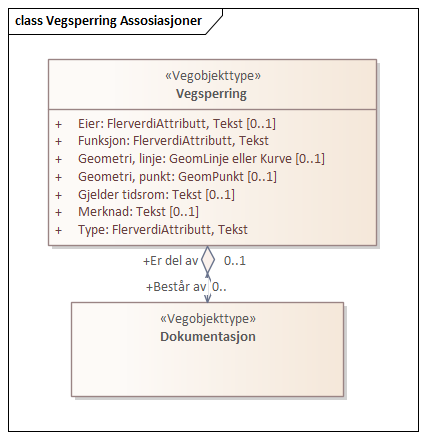 class Vegsperring Assosiasjoner
«Vegobjekttype»
Vegsperring
+ Eier: FlerverdiAttributt, Tekst [0..1]
+ Funksjon: FlerverdiAttributt, Tekst
+ Geometri, linje: GeomLinje eller Kurve [0..1]
+ Geometri, punkt: GeomPunkt [0..1]
+ Gjelder tidsrom: Tekst [0..1]
+ Merknad: Tekst [0..1]
+ Type: FlerverdiAttributt, Tekst
+Er del av 0..1
+Består av 0..
«Vegobjekttype»
Dokumentasjon